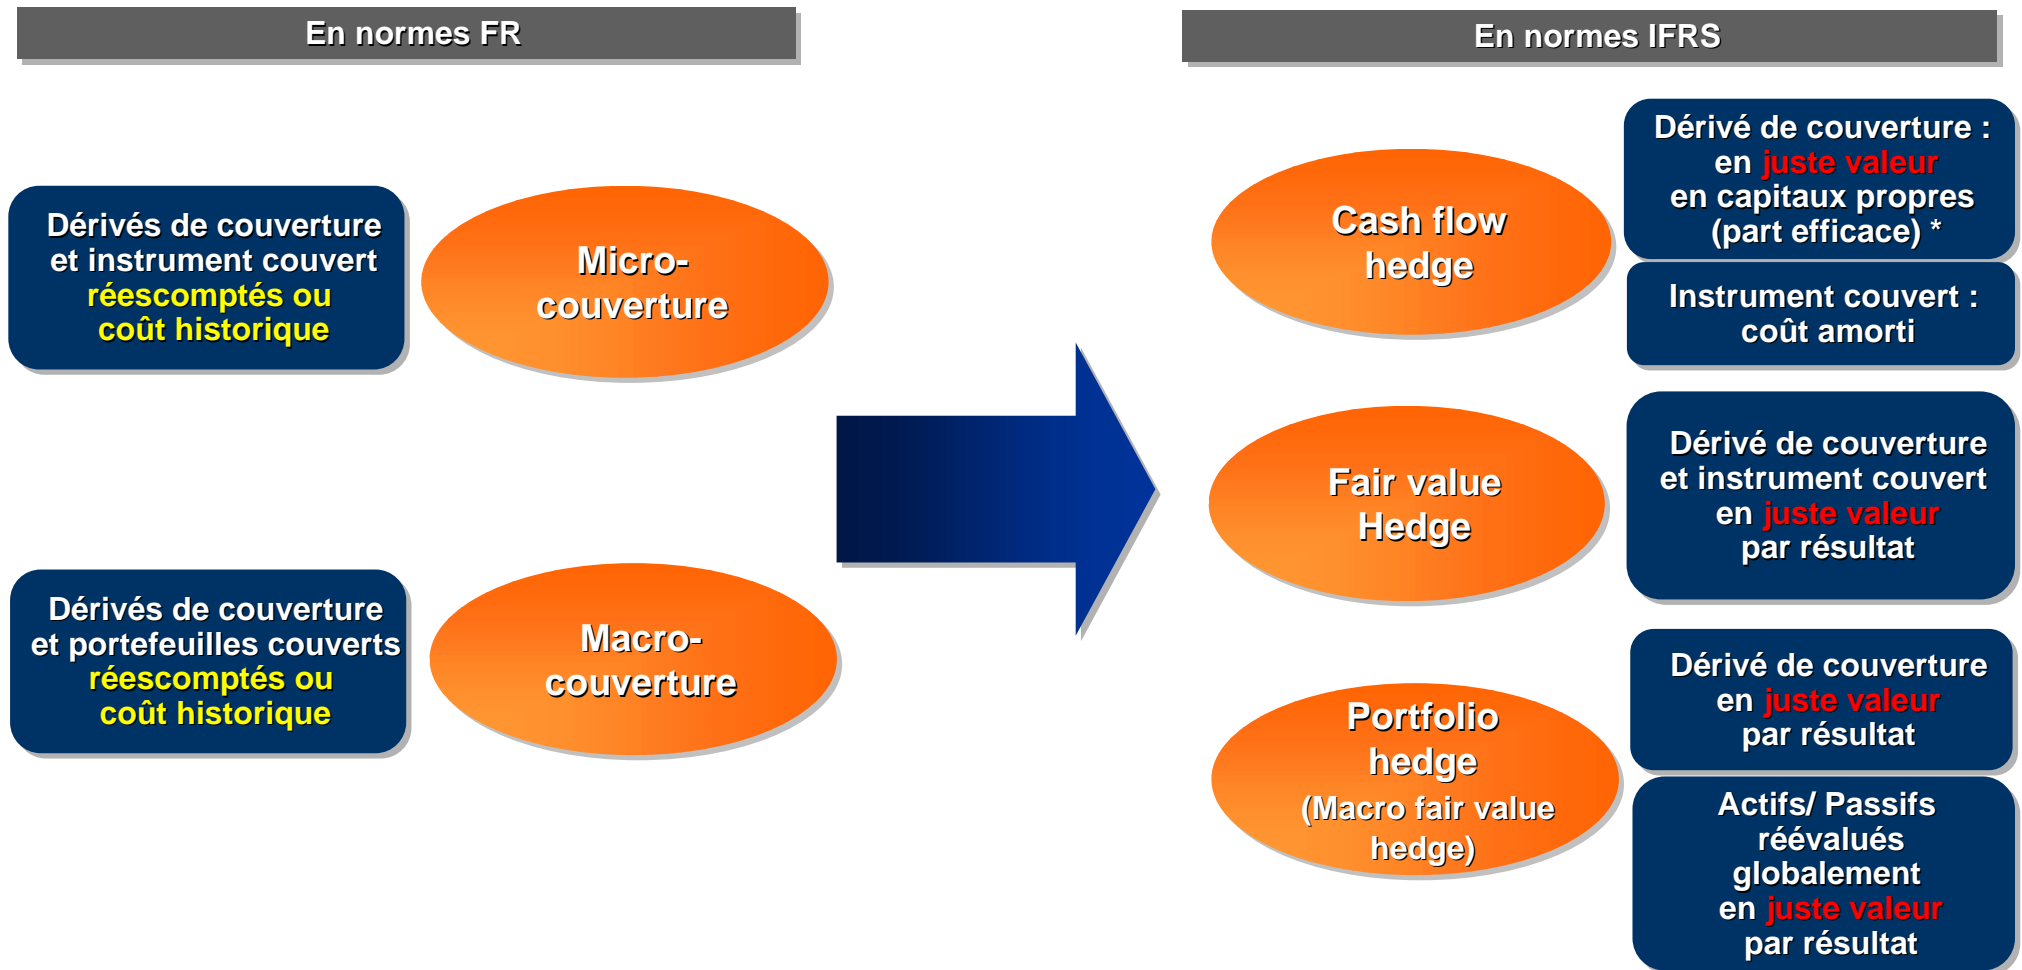 En normes FR
Dérivés de couverture
et instrument couvert
réescomptés ou
coût historique
Micro-
couverture
Dérivés de couverture
et portefeuilles couverts
réescomptés ou
coût historique
Macro-
couverture
En normes IFRS
Cash flow
hedge
Dérivé de couverture :
en juste valeur
en capitaux propres
(part efficace) *
Instrument couvert :
coût amorti
Fair value
Hedge
Dérivé de couverture
et instrument couvert
en juste valeur
par résultat
Portfolio
hedge
(Macro fair value
hedge)
Dérivé de couverture
en juste valeur
par résultat
Actifs/ Passifs
réévalués
globalement
en juste valeur
par résultat